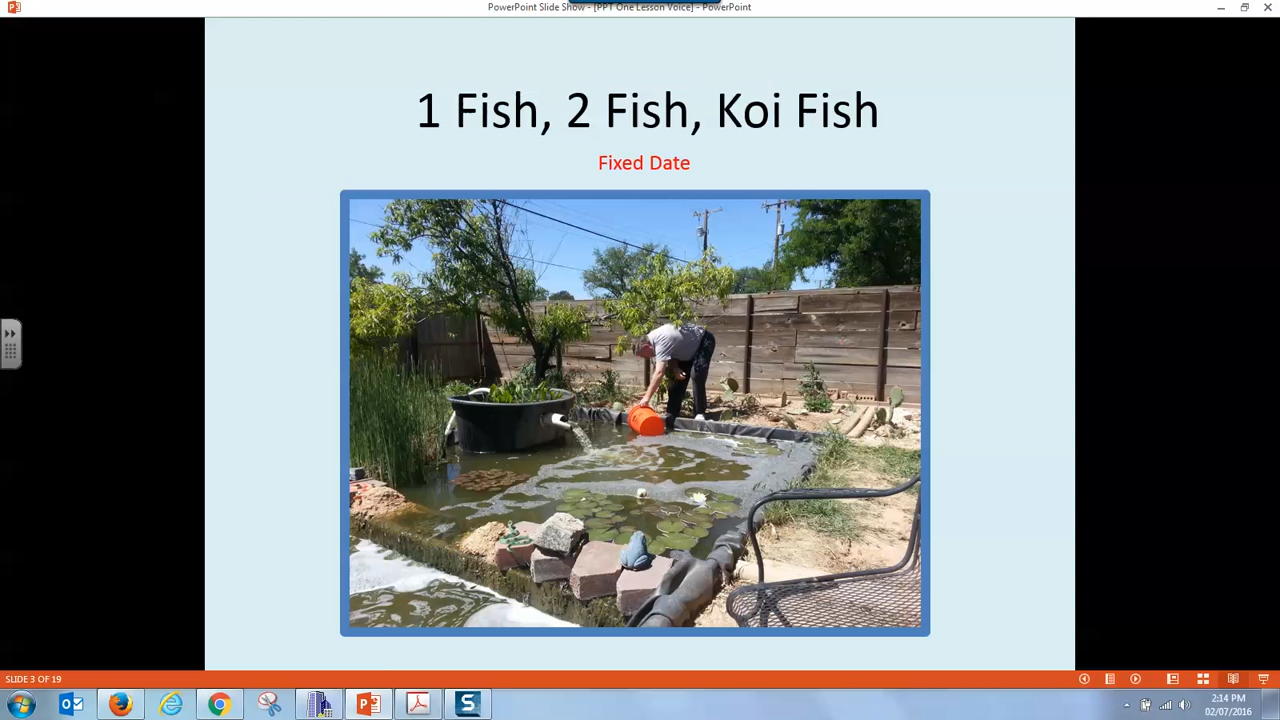 PowerPoint Slide Show - [PPT One Lesson Voice] - PowerPoint
1 Fish, 2 Fish, Koi Fish
Fixed Date
SLIDE 3 OF 19
2:14 PM
02/07/2016